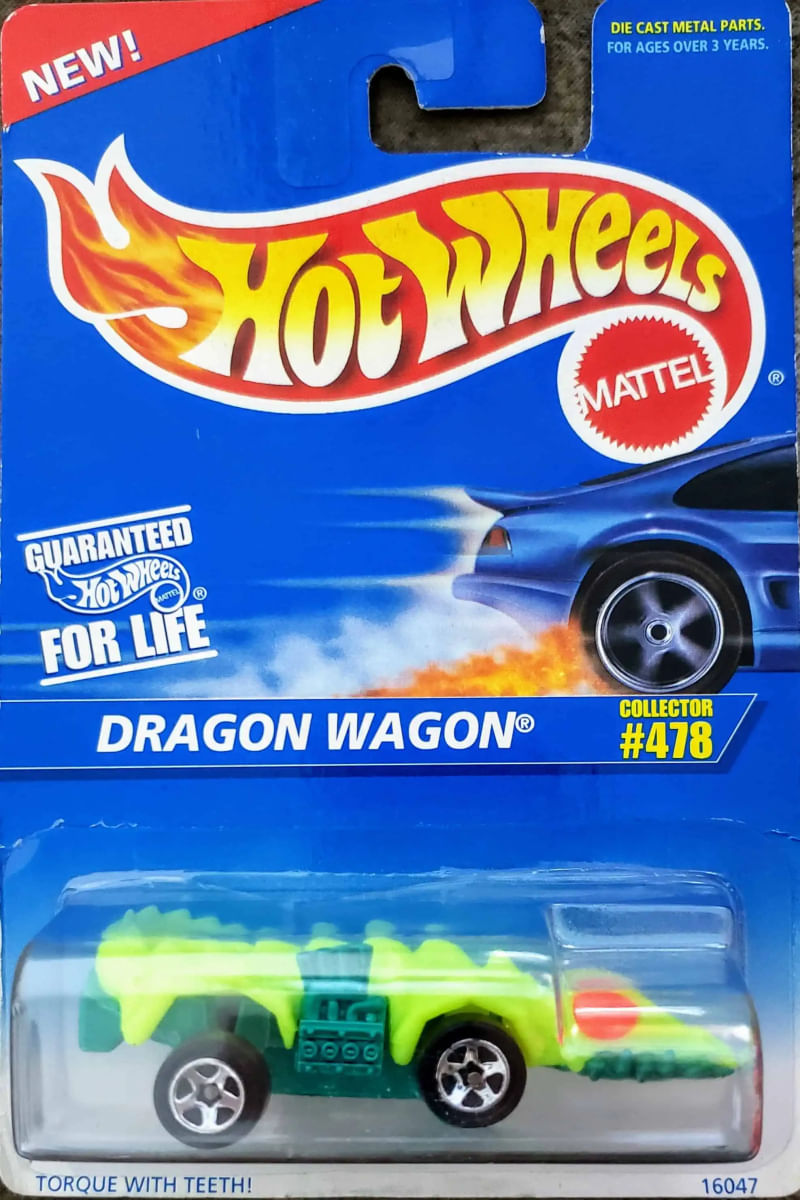 NEW!
DIE CAST METAL PARTS.
FOR AGES OVER 3 YEARS.
HOT WHEELS
MATTEL
®
GUARANTEED
HOT WHEELS
MATTEL
®
FOR LIFE
DRAGON WAGON®
COLLECTOR
#478
TORQUE WITH TEETH!
16047